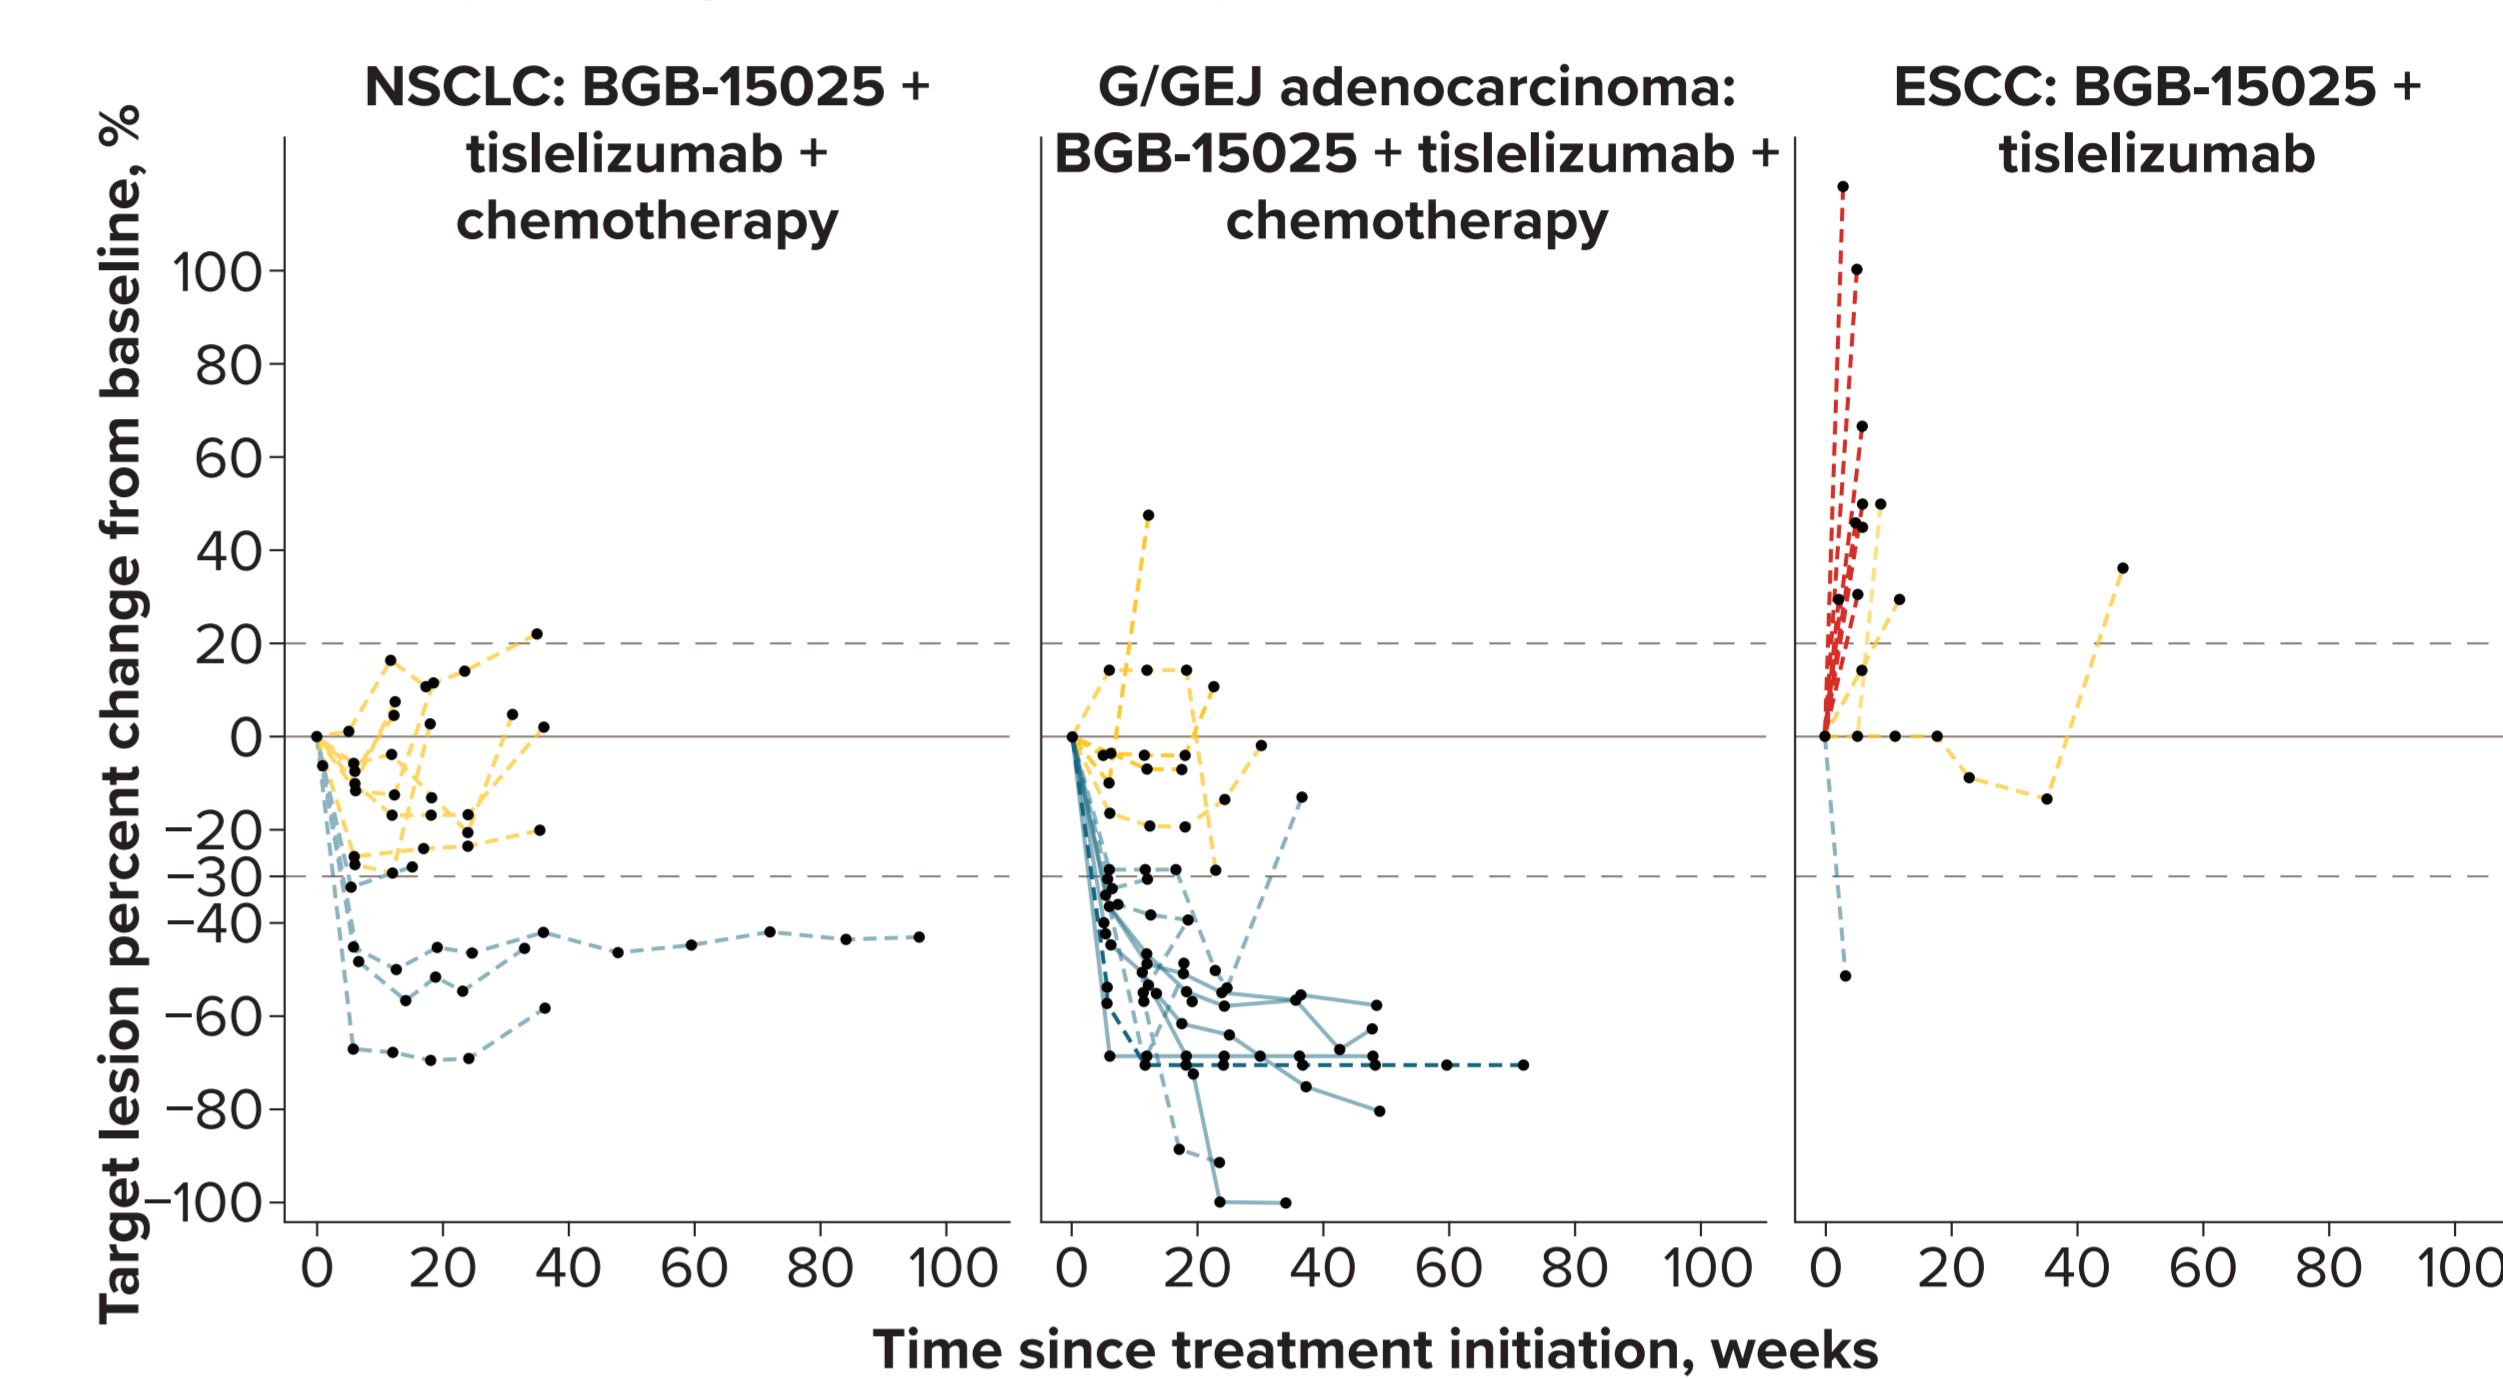 NSCLC: BGB-15025 +
tislelizumab +
chemotherapy
G/GEJ adenocarcinoma:
BGB-15025 + tislelizumab +
chemotherapy
ESCC: BGB-15025 +
tislelizumab
Target lesion percent change from baseline, %
100
80
60
40
20
0
−20
−30
−40
−60
−80
−100
0 20 40 60 80 100
0 20 40 60 80 100
0 20 40 60 80 100
Time since treatment initiation, weeks